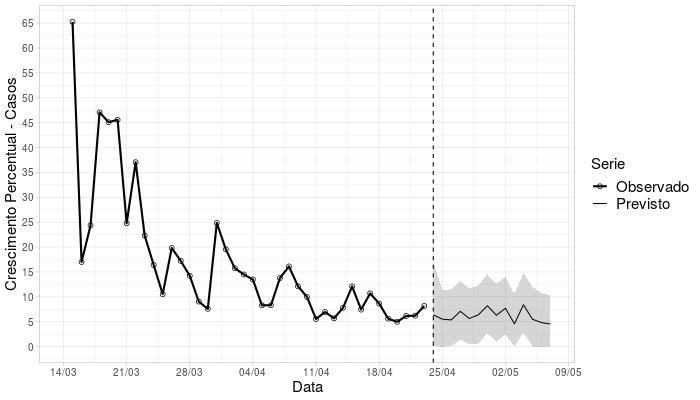 Crescimento Percentual - Casos
65
60
55
50
45
40
35
30
25
20
15
10
5
0
14/03 21/03 28/03 04/04 11/04 18/04 25/04 02/05 09/05
Data
Serie
Observado
Previsto